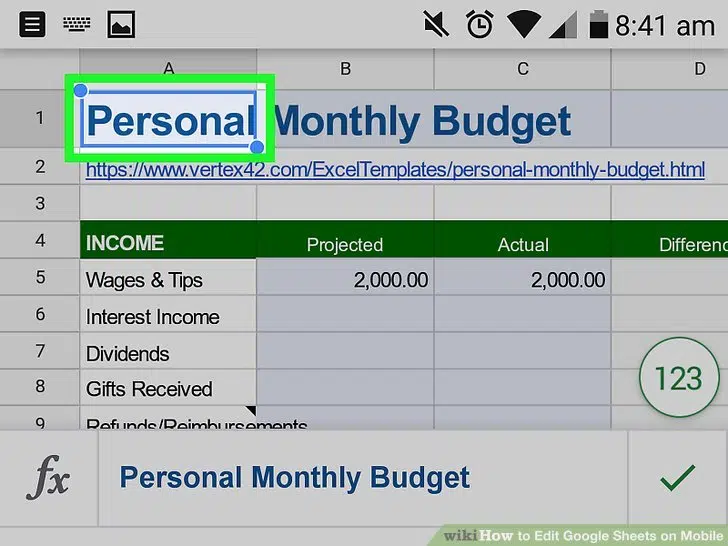 8:41 am
A B C D
1 Personal Monthly Budget
2 https://www.vertex42.com/ExcelTemplates/personal-monthly-budget.html
3
4 INCOME Projected Actual Differenc
5 Wages & Tips 2,000.00 2,000.00
6 Interest Income
7 Dividends
8 Gifts Received
9 Refunds/Reimbursements
123
fx Personal Monthly Budget
wikiHow to Edit Google Sheets on Mobile